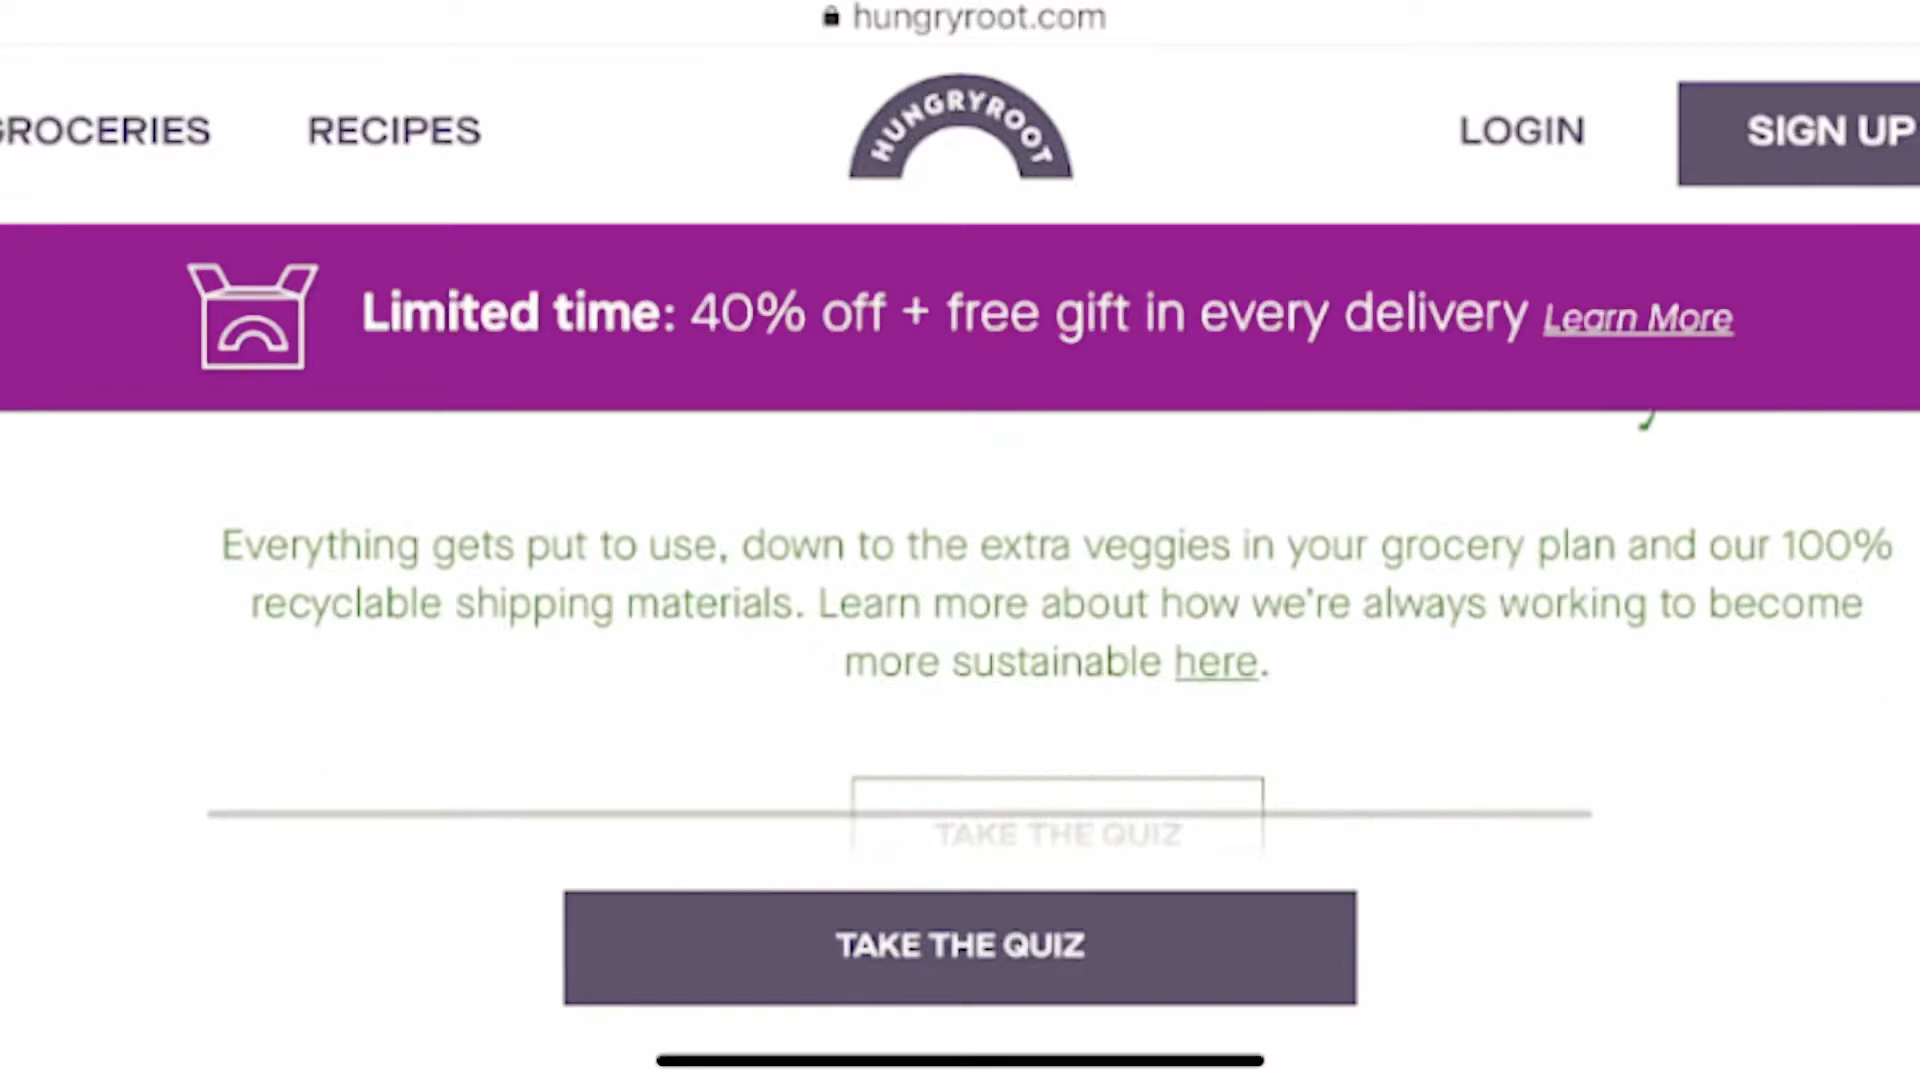 hungryroot.com
GROCERIES RECIPES HUNGRYROOT LOGIN SIGN UP
Limited time: 40% off + free gift in every delivery Learn More
Everything gets put to use, down to the extra veggies in your grocery plan and our 100%
recyclable shipping materials. Learn more about how we're always working to become
more sustainable here.
TAKE THE QUIZ
TAKE THE QUIZ